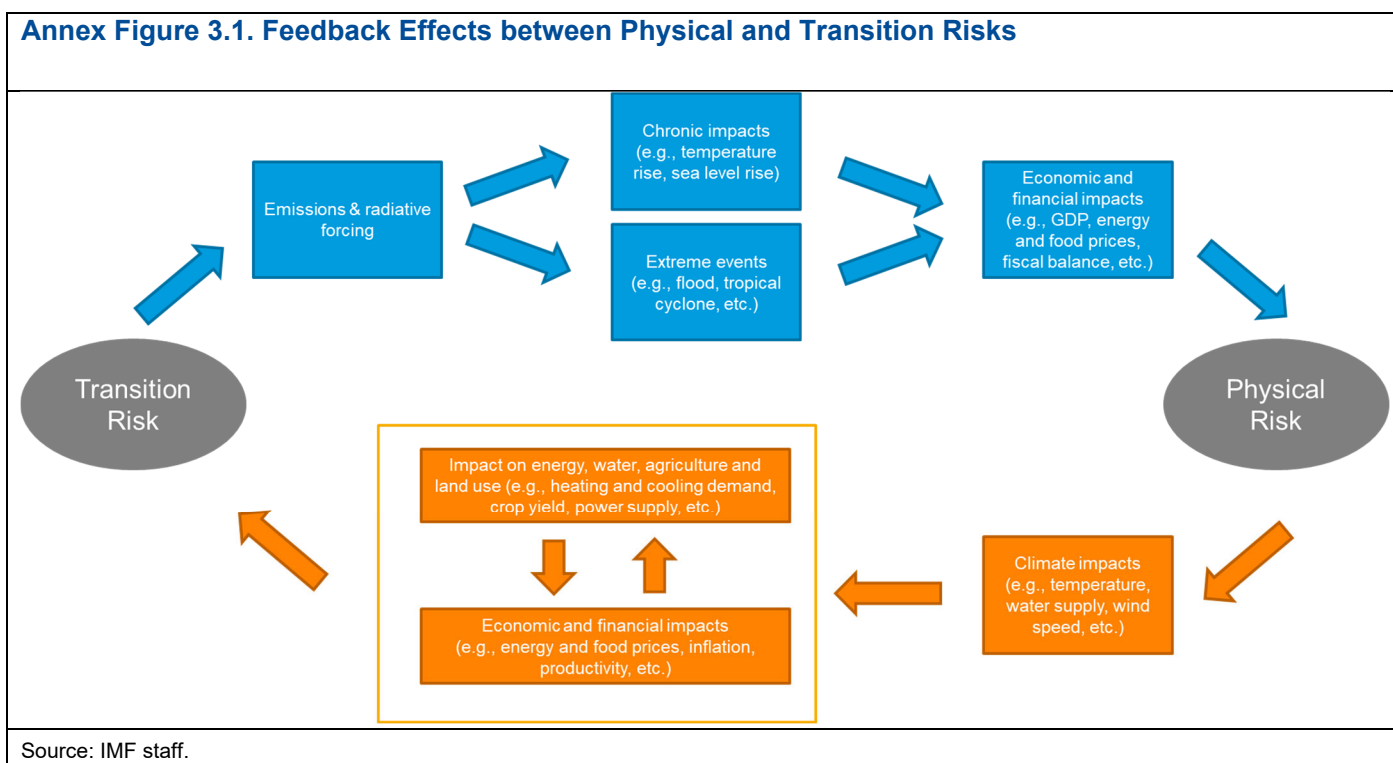 Annex Figure 3.1. Feedback Effects between Physical and Transition Risks
Chronic impacts
(e.g., temperature
rise, sea level rise)
Emissions & radiative
forcing
Extreme events
(e.g., flood, tropical
cyclone, etc.)
Economic and
financial impacts
(e.g., GDP, energy
and food prices,
fiscal balance, etc.)
Transition
Risk
Physical
Risk
Impact on energy, water, agriculture and
land use (e.g., heating and cooling demand,
crop yield, power supply, etc.)
Economic and financial impacts
(e.g., energy and food prices, inflation,
productivity, etc.)
Climate impacts
(e.g., temperature,
water supply, wind
speed, etc.)
Source: IMF staff.